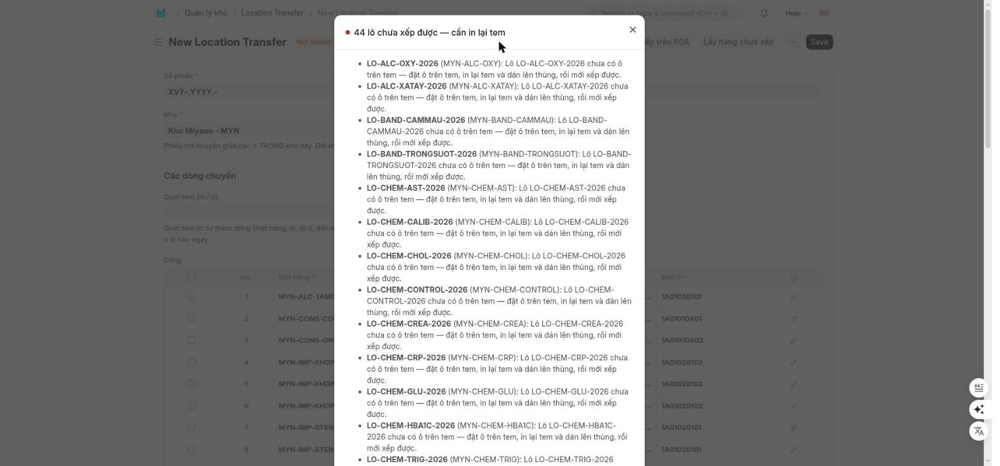 Quản lý kho
Location Transfer
New Location Transfer
Search or type a command (Ctrl + G)
Help
bh
New Location Transfer
Not Saved
xếp trên PDA
Lấy hàng chưa xếp
Save
44 lô chưa xếp được — cần in lại tem
LO-ALC-OXY-2026 (MYN-ALC-OXY): Lô LO-ALC-OXY-2026 chưa có ô
trên tem — đặt ô trên tem, in lại tem và dán lên thùng, rồi mới xếp được.
LO-ALC-XATAY-2026 (MYN-ALC-XATAY): Lô LO-ALC-XATAY-2026 chưa
có ô trên tem — đặt ô trên tem, in lại tem và dán lên thùng, rồi mới xếp
được.
LO-BAND-CAMMAU-2026 (MYN-BAND-CAMMAU): Lô LO-BAND-
CAMMAU-2026 chưa có ô trên tem — đặt ô trên tem, in lại tem và dán lên
thùng, rồi mới xếp được.
LO-BAND-TRONGSUOT-2026 (MYN-BAND-TRONGSUOT): Lô LO-BAND-
TRONGSUOT-2026 chưa có ô trên tem — đặt ô trên tem, in lại tem và dán
lên thùng, rồi mới xếp được.
LO-CHEM-AST-2026 (MYN-CHEM-AST): Lô LO-CHEM-AST-2026 chưa
có ô trên tem — đặt ô trên tem, in lại tem và dán lên thùng, rồi mới xếp
được.
LO-CHEM-CALIB-2026 (MYN-CHEM-CALIB): Lô LO-CHEM-CALIB-2026
chưa có ô trên tem — đặt ô trên tem, in lại tem và dán lên thùng, rồi mới
xếp được.
LO-CHEM-CHOL-2026 (MYN-CHEM-CHOL): Lô LO-CHEM-CHOL-2026
chưa có ô trên tem — đặt ô trên tem, in lại tem và dán lên thùng, rồi mới
xếp được.
LO-CHEM-CONTROL-2026 (MYN-CHEM-CONTROL): Lô LO-CHEM-
CONTROL-2026 chưa có ô trên tem — đặt ô trên tem, in lại tem và dán lên
thùng, rồi mới xếp được.
LO-CHEM-CREA-2026 (MYN-CHEM-CREA): Lô LO-CHEM-CREA-2026
chưa có ô trên tem — đặt ô trên tem, in lại tem và dán lên thùng, rồi mới
xếp được.
LO-CHEM-CRP-2026 (MYN-CHEM-CRP): Lô LO-CHEM-CRP-2026 chưa
có ô trên tem — đặt ô trên tem, in lại tem và dán lên thùng, rồi mới xếp
được.
LO-CHEM-GLU-2026 (MYN-CHEM-GLU): Lô LO-CHEM-GLU-2026 chưa
có ô trên tem — đặt ô trên tem, in lại tem và dán lên thùng, rồi mới xếp
được.
LO-CHEM-HBA1C-2026 (MYN-CHEM-HBA1C): Lô LO-CHEM-HBA1C-
2026 chưa có ô trên tem — đặt ô trên tem, in lại tem và dán lên thùng, rồi
mới xếp được.
LO-CHEM-TRIG-2026 (MYN-CHEM-TRIG): Lô LO-CHEM-TRIG-2026
Số phiếu *
XVT-.YYYY.-
Kho *
Kho Miyano - MYN
Phiếu chỉ chuyển giữa các ô TRONG kho này. Đổi
Các dòng chuyển
Quét tem (lô / ô)
Quét tem lô: tự thêm dòng (mặt hàng, lô, từ ô, đến
ô là báo ngay.
Dòng
No. Mặt hàng * Đến ô *
1 MYN-ALC-TAM 1A01030101
2 MYN-CONS-CO 1A01010401
3 MYN-CONS-ON 1A01010402
4 MYN-IMP-KHOP 1A01020102
5 MYN-IMP-KHOP 1A01020102
6 MYN-IMP-KHOP 1A01020102
7 MYN-IMP-STEN 1A01020101
8 MYN-IMP-STEN 1A01020101